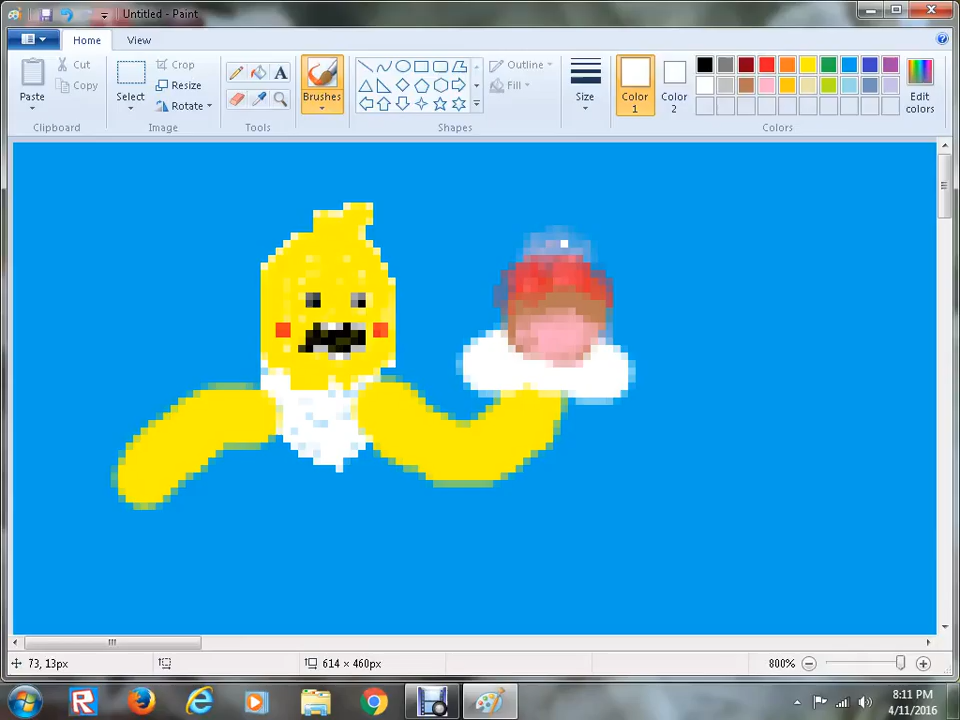 Untitled - Paint
Home
View
Paste
Cut
Copy
Clipboard
Select
Crop
Resize
Rotate
Image
A
Tools
Brushes
Outline
Fill
Shapes
Size
Color
1
Color
2
Edit
colors
Colors
73, 13px
614 × 460px
800%
8:11 PM
4/11/2016